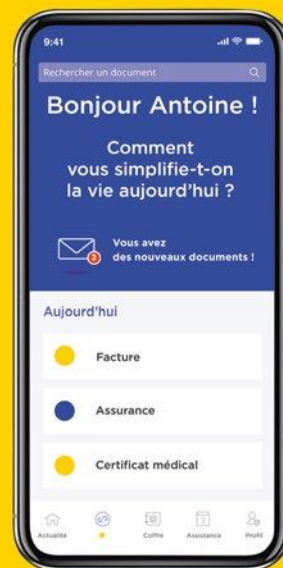 9:41
Rechercher un document
Bonjour Antoine !
Comment
vous simplifie-t-on
la vie aujourd'hui ?
3
Vous avez
des nouveaux documents !
Aujourd'hui
Facture
Assurance
Certificat médical
Actualité
Coffre
Assistance
Profil